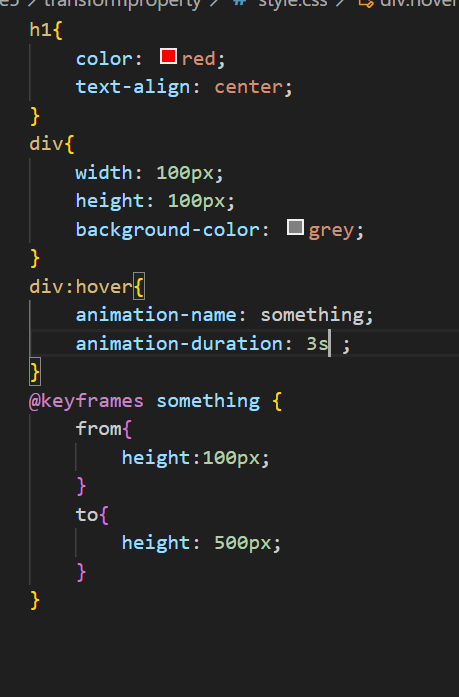 e5 > transformproperty > # style.css > div:hover
h1{
    color: red;
    text-align: center;
}
div{
    width: 100px;
    height: 100px;
    background-color: grey;
}
div:hover{
    animation-name: something;
    animation-duration: 3s ;
}
@keyframes something {
    from{
        height:100px;
    }
    to{
        height: 500px;
    }
}